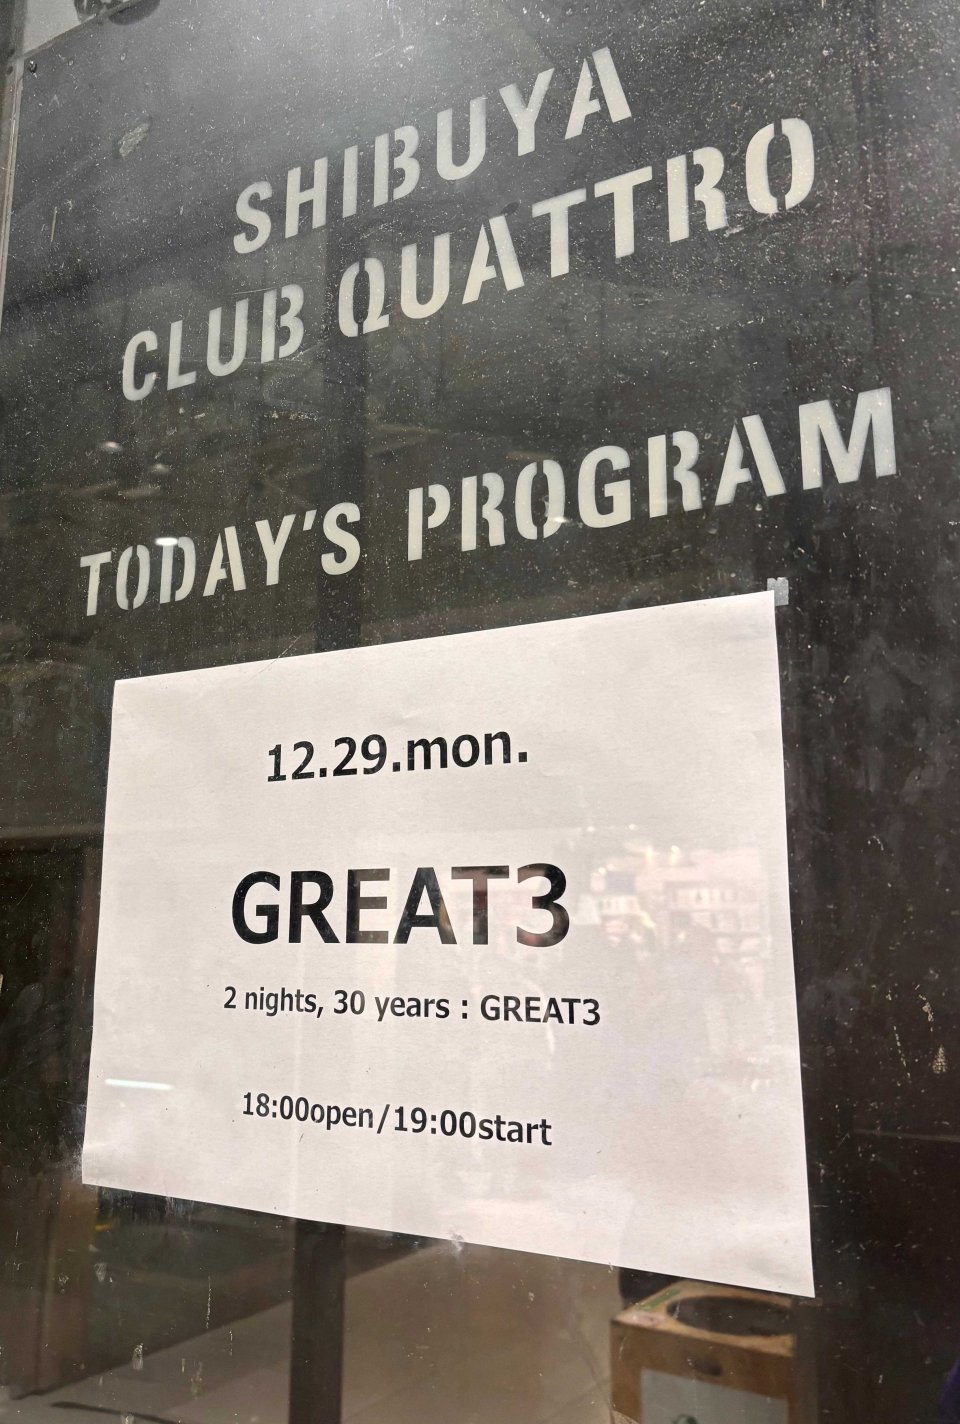 SHIBUYA
CLUB QUATTRO
TODAY'S PROGRAM
12.29.mon.
GREAT3
2 nights, 30 years : GREAT3
18:00open/19:00start